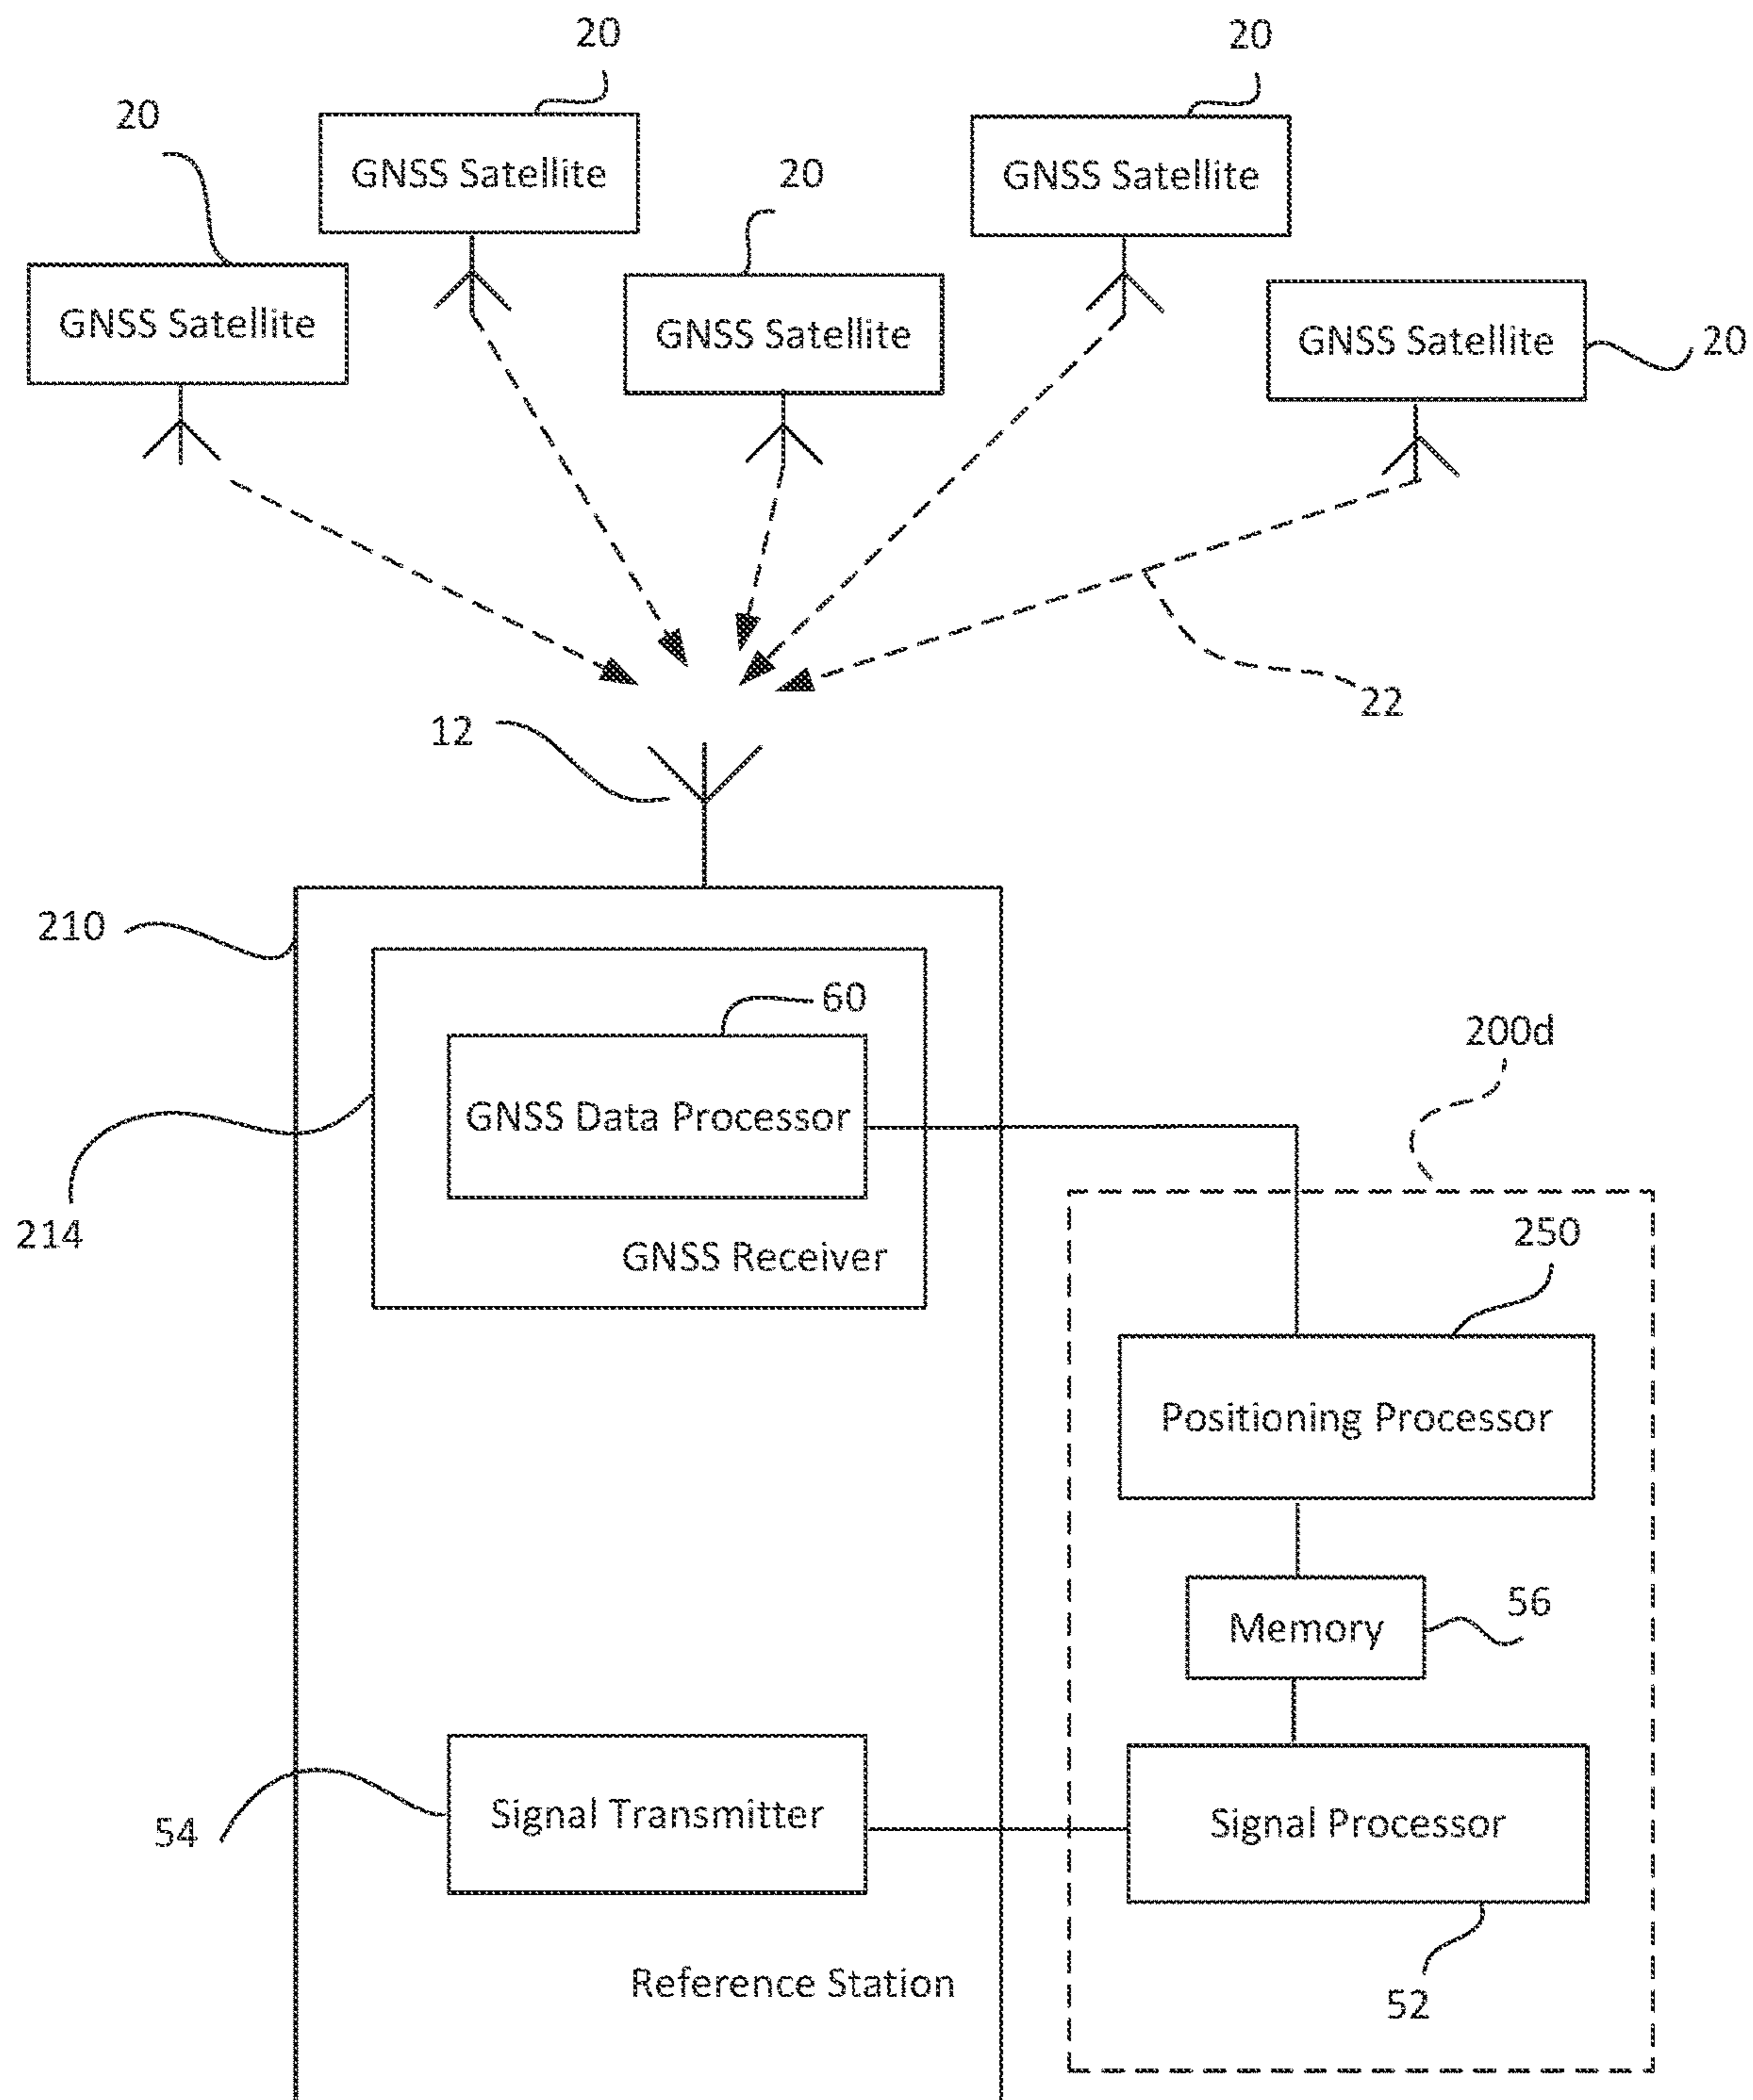 20
20
20
GNSS Satellite
GNSS Satellite
20
GNSS Satellite
GNSS Satellite
GNSS Satellite
20
22
12
210
60
GNSS Data Processor
200d
214
GNSS Receiver
250
Positioning Processor
56
Memory
54
Signal Transmitter
Signal Processor
Reference Station
52